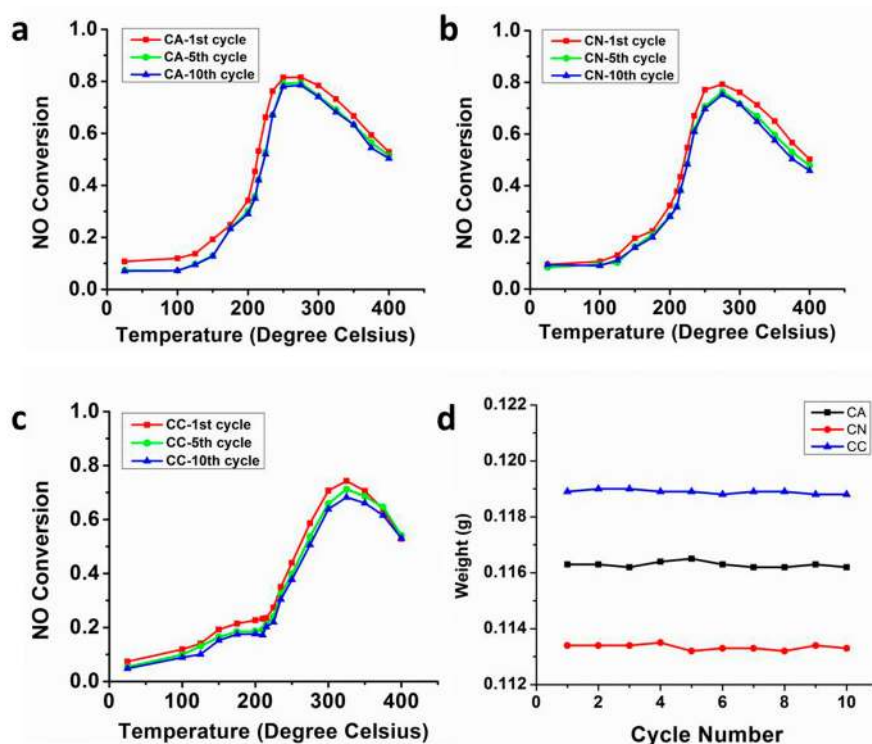 a
CA-1st cycle
CA-5th cycle
CA-10th cycle
NO Conversion
1.0
0.8
0.6
0.4
0.2
0.0
0 100 200 300 400
Temperature (Degree Celsius)
b
CN-1st cycle
CN-5th cycle
CN-10th cycle
NO Conversion
1.0
0.8
0.6
0.4
0.2
0.0
0 100 200 300 400
Temperature (Degree Celsius)
c
CC-1st cycle
CC-5th cycle
CC-10th cycle
NO Conversion
1.0
0.8
0.6
0.4
0.2
0.0
0 100 200 300 400
Temperature (Degree Celsius)
d
CA
CN
CC
Weight (g)
0.122
0.120
0.118
0.116
0.114
0.112
0 2 4 6 8 10
Cycle Number